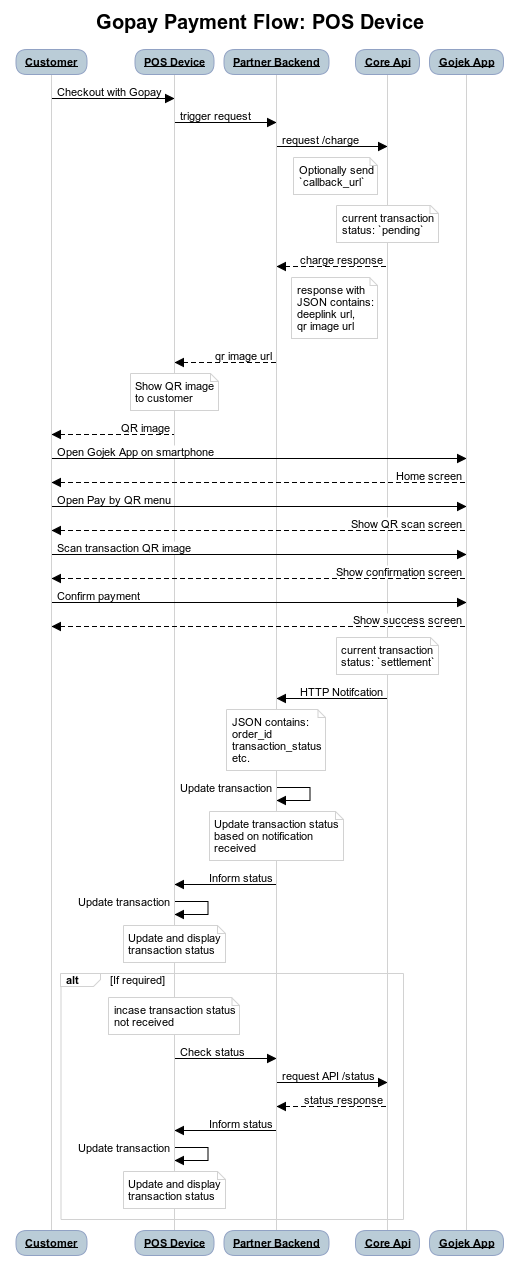 Gopay Payment Flow: POS Device
Customer
POS Device
Partner Backend
Core Api
Gojek App
Checkout with Gopay
trigger request
request /charge
Optionally send
`callback_url`
current transaction
status: `pending`
charge response
response with
JSON contains:
deeplink url,
qr image url
qr image url
Show QR image
to customer
QR image
Open Gojek App on smartphone
Home screen
Open Pay by QR menu
Show QR scan screen
Scan transaction QR image
Show confirmation screen
Confirm payment
Show success screen
current transaction
status: `settlement`
HTTP Notifcation
JSON contains:
order_id
transaction_status
etc.
Update transaction
Update transaction status
based on notification
received
Inform status
Update transaction
Update and display
transaction status
alt
[If required]
incase transaction status
not received
Check status
request API /status
status response
Inform status
Update transaction
Update and display
transaction status
Customer
POS Device
Partner Backend
Core Api
Gojek App